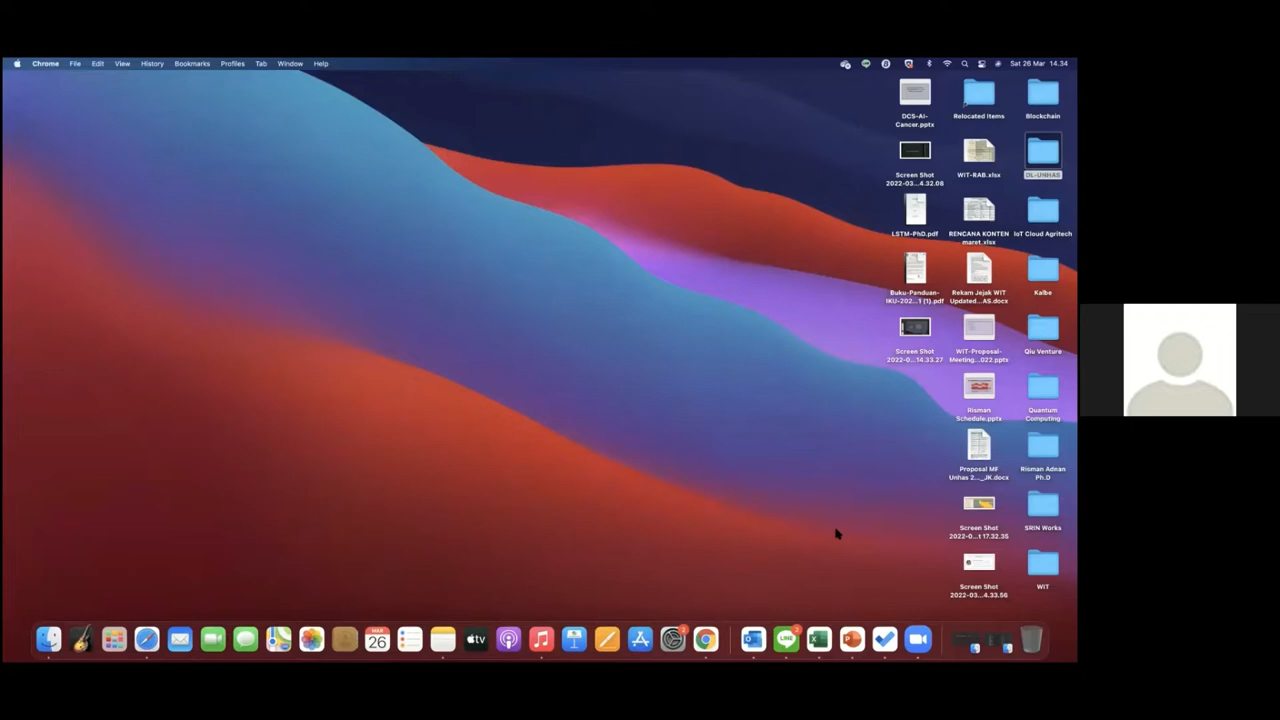 Chrome File Edit View History Bookmarks Profiles Tab Window Help Sat 26 Mar 14.34
DCS-AI-
Cancer.pptx
Relocated Items
Blockchain
Screen Shot
2022-03...4.32.08
WIT-RAB.xlsx
DL-UNHAS
LSTM-PhD.pdf
RENCANA KONTEN
maret.xlsx
IoT Cloud Agritech
Buku-Panduan-
IKU-202...1 (1).pdf
Rekam Jejak WIT
Updated...AS.docx
Kalbe
Screen Shot
2022-0...14.33.27
WIT-Proposal-
Meeting...022.pptx
Qiu Venture
Risman
Schedule.pptx
Quantum
Computing
Proposal MF
Unhas 2..._JK.docx
Risman Adnan
Ph.D
Screen Shot
2022-0...t 17.32.35
SRIN Works
Screen Shot
2022-03...4.33.56
WIT
MAR
26
tv
LINE